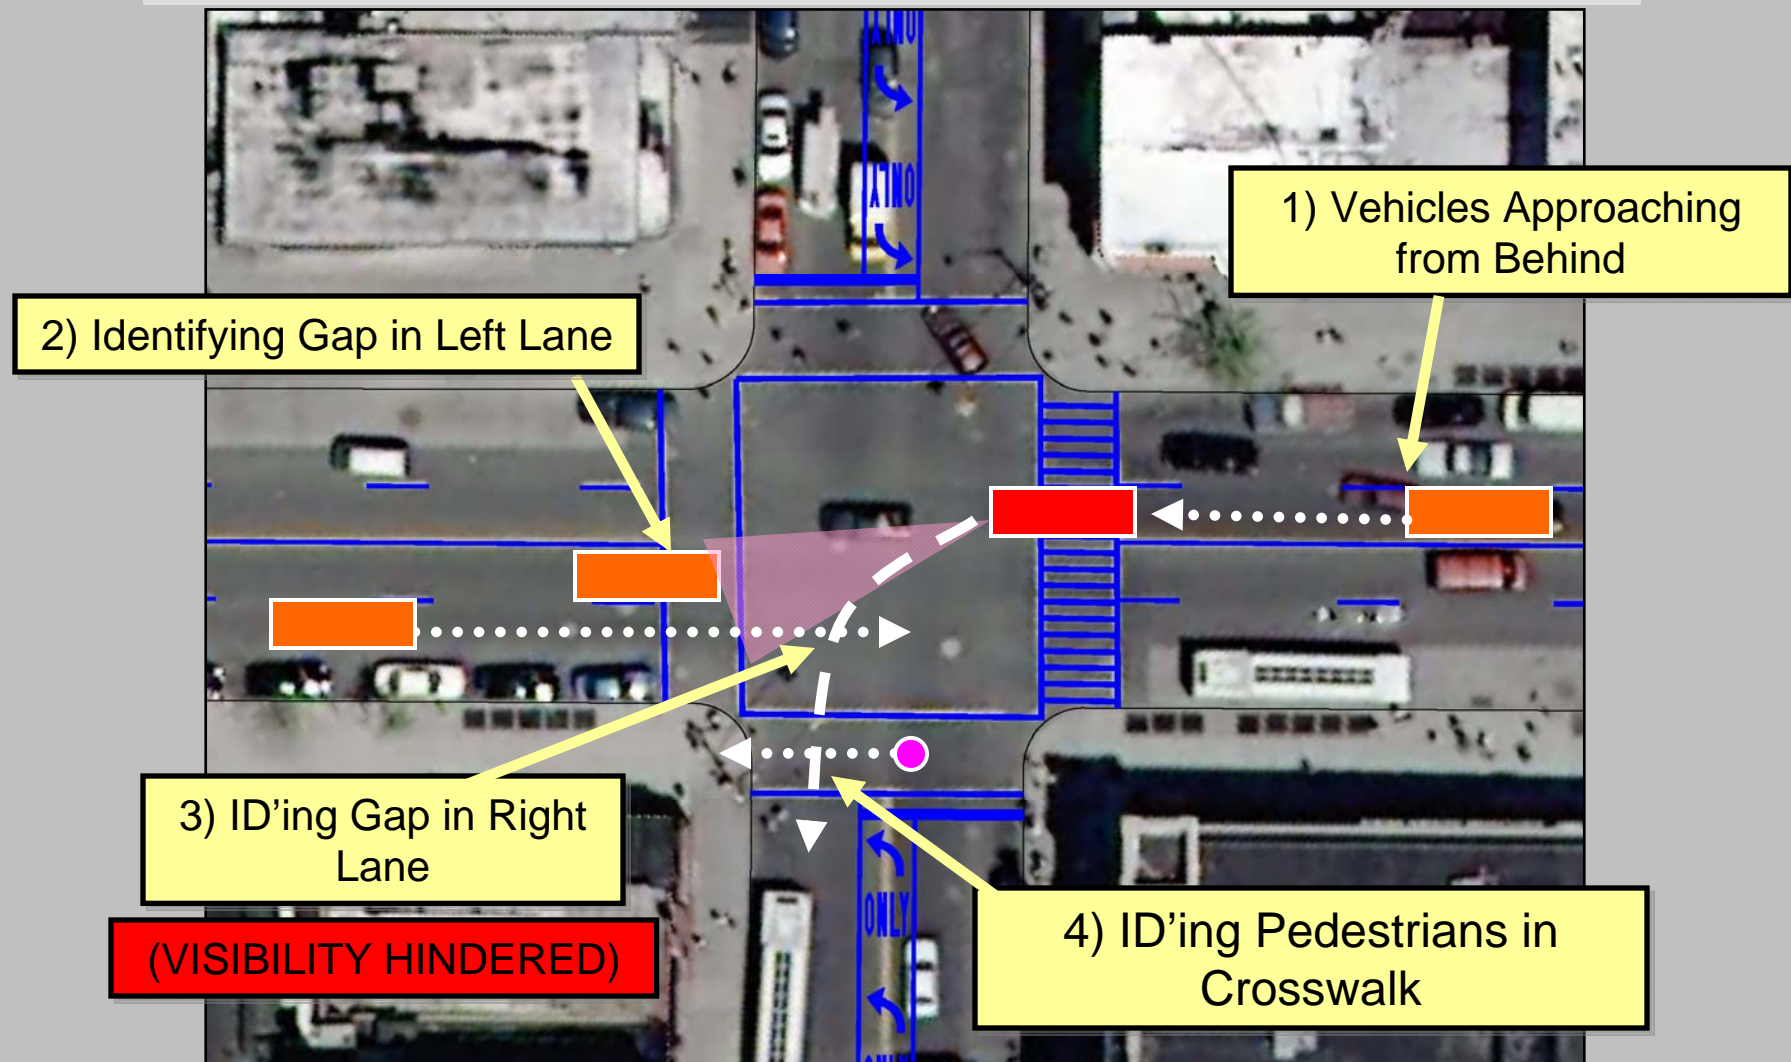 ONLY
ONLY
1) Vehicles Approaching
from Behind
2) Identifying Gap in Left Lane
3) ID’ing Gap in Right
Lane
(VISIBILITY HINDERED)
4) ID’ing Pedestrians in
Crosswalk
ONLY
ONLY